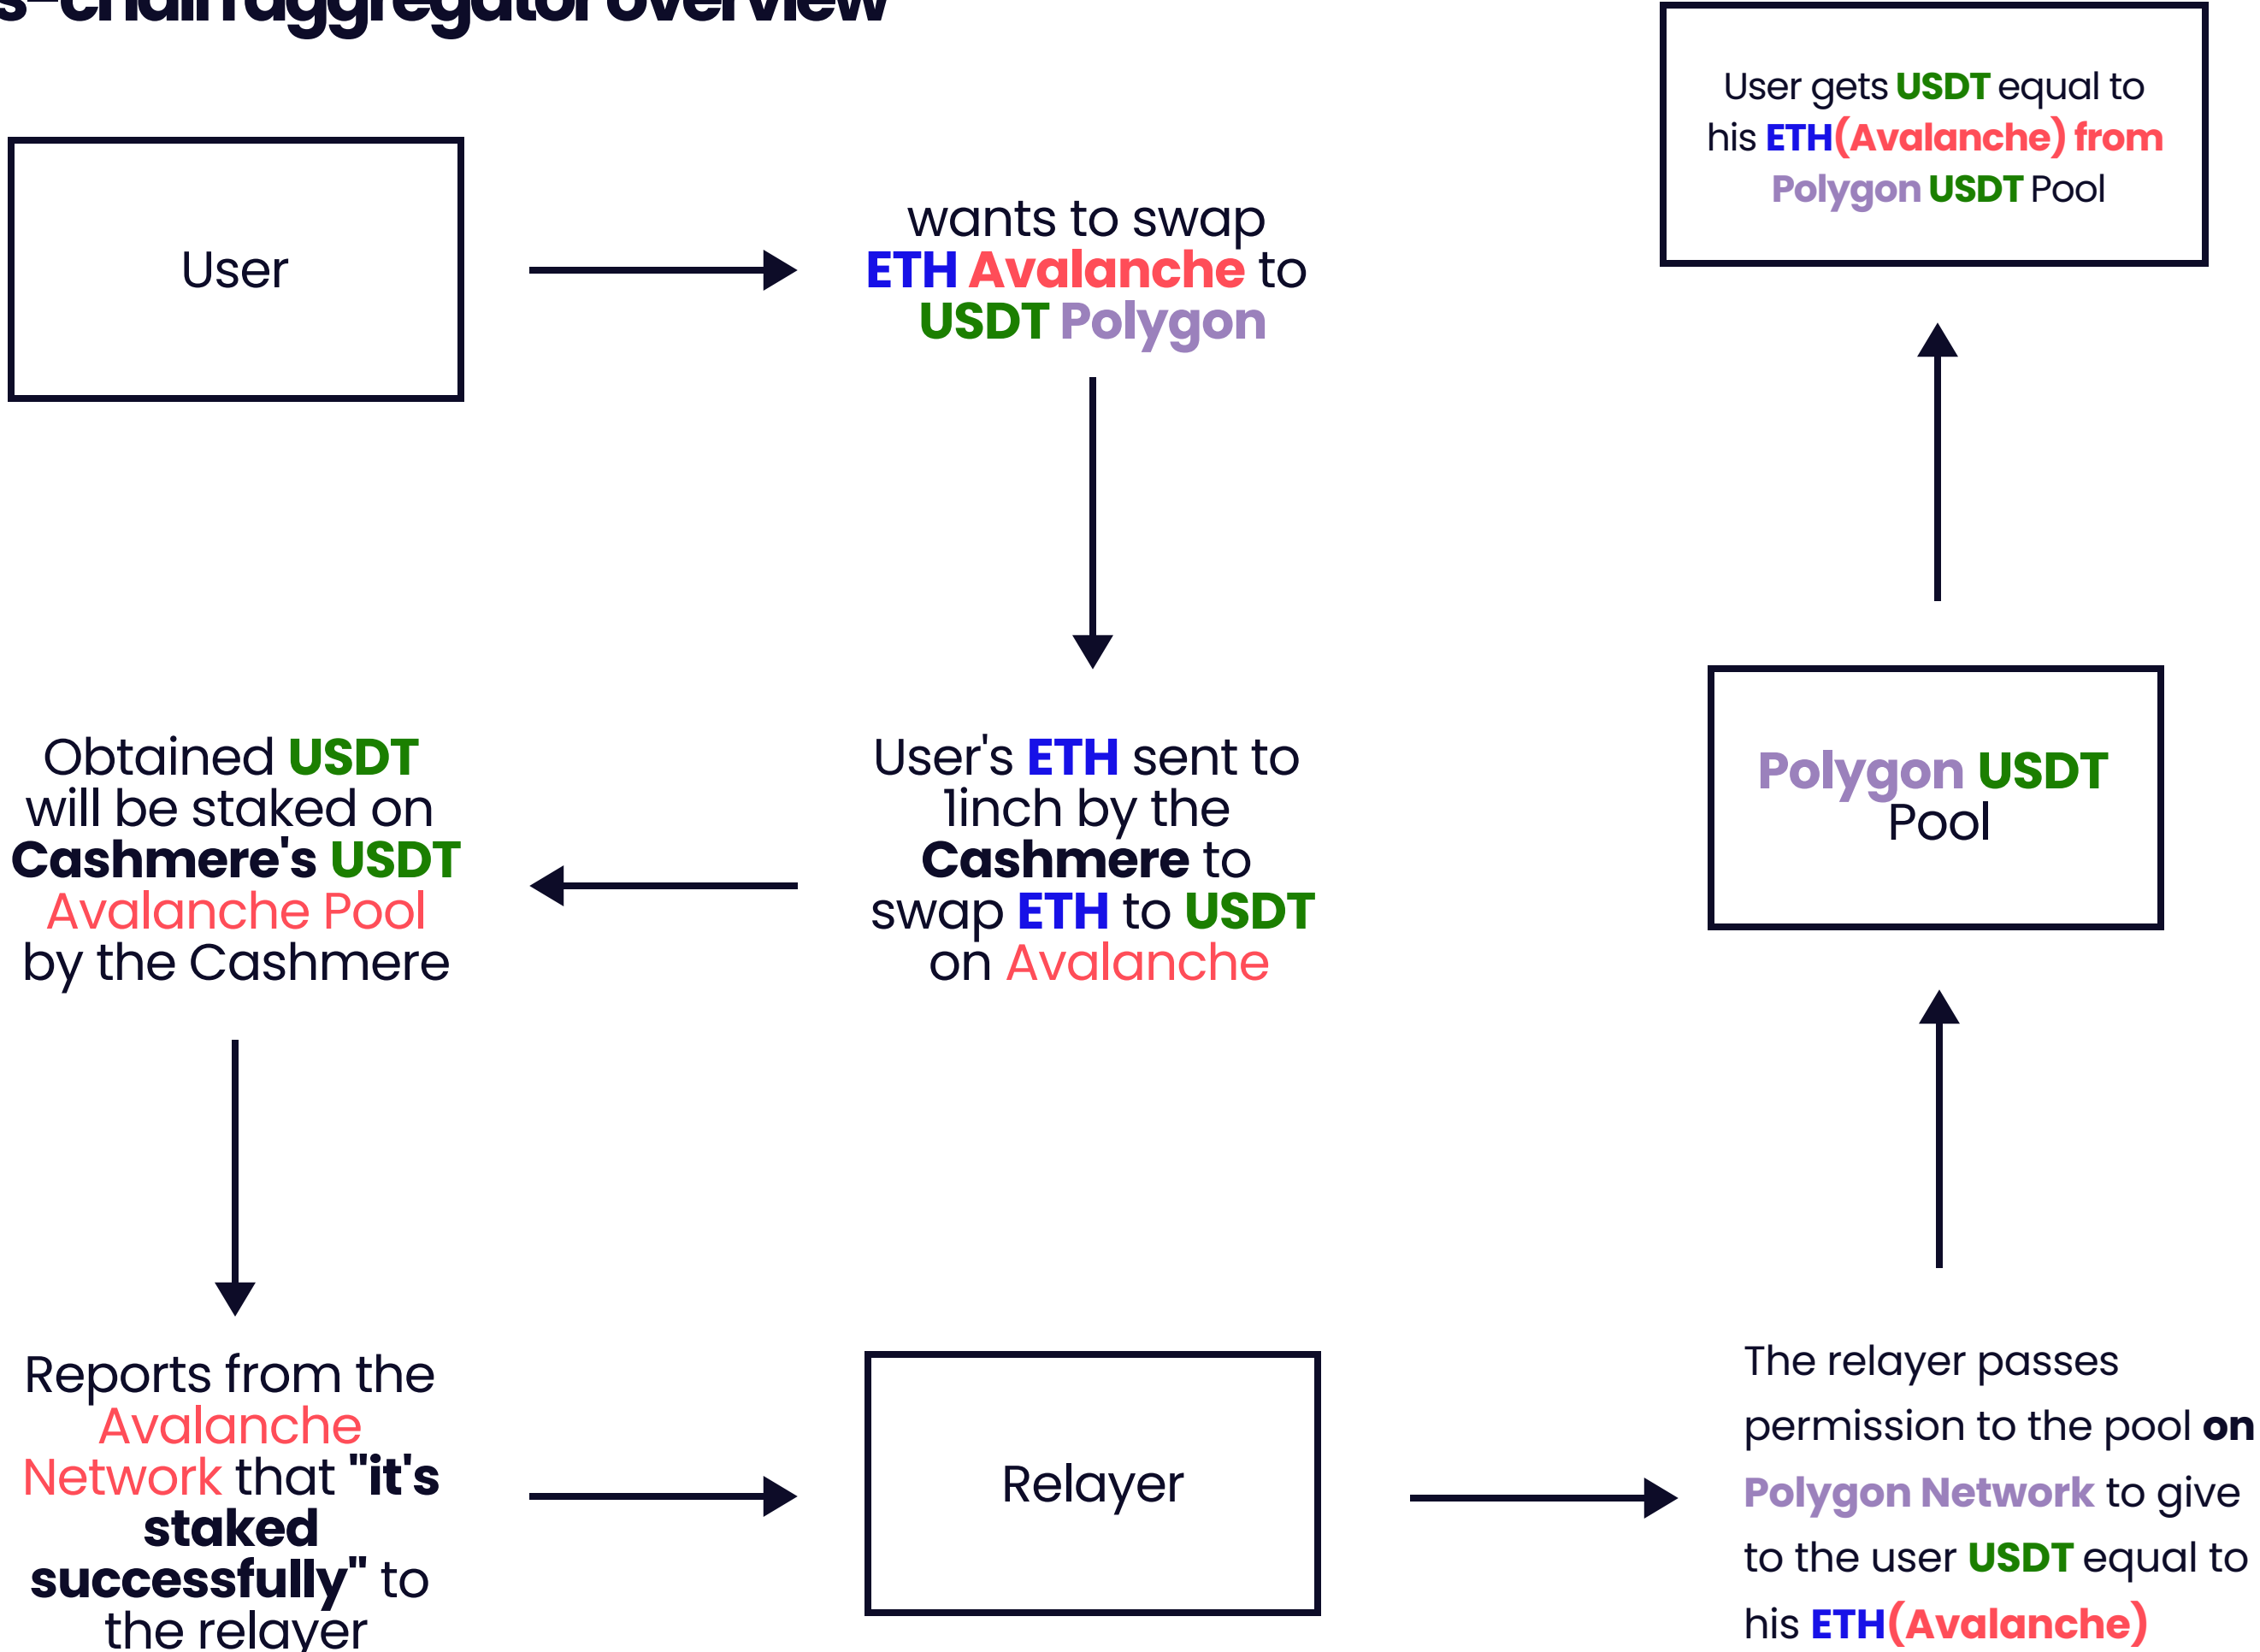 s-chain aggregator overview
User
wants to swap
ETH Avalanche to
USDT Polygon
User gets USDT equal to
his ETH(Avalanche) from
Polygon USDT Pool
Obtained USDT
will be staked on
Cashmere's USDT
Avalanche Pool
by the Cashmere
User's ETH sent to
1inch by the
Cashmere to
swap ETH to USDT
on Avalanche
Polygon USDT
Pool
Reports from the
Avalanche
Network that "it's
staked
successfully" to
the relayer
Relayer
The relayer passes
permission to the pool on
Polygon Network to give
to the user USDT equal to
his ETH(Avalanche)